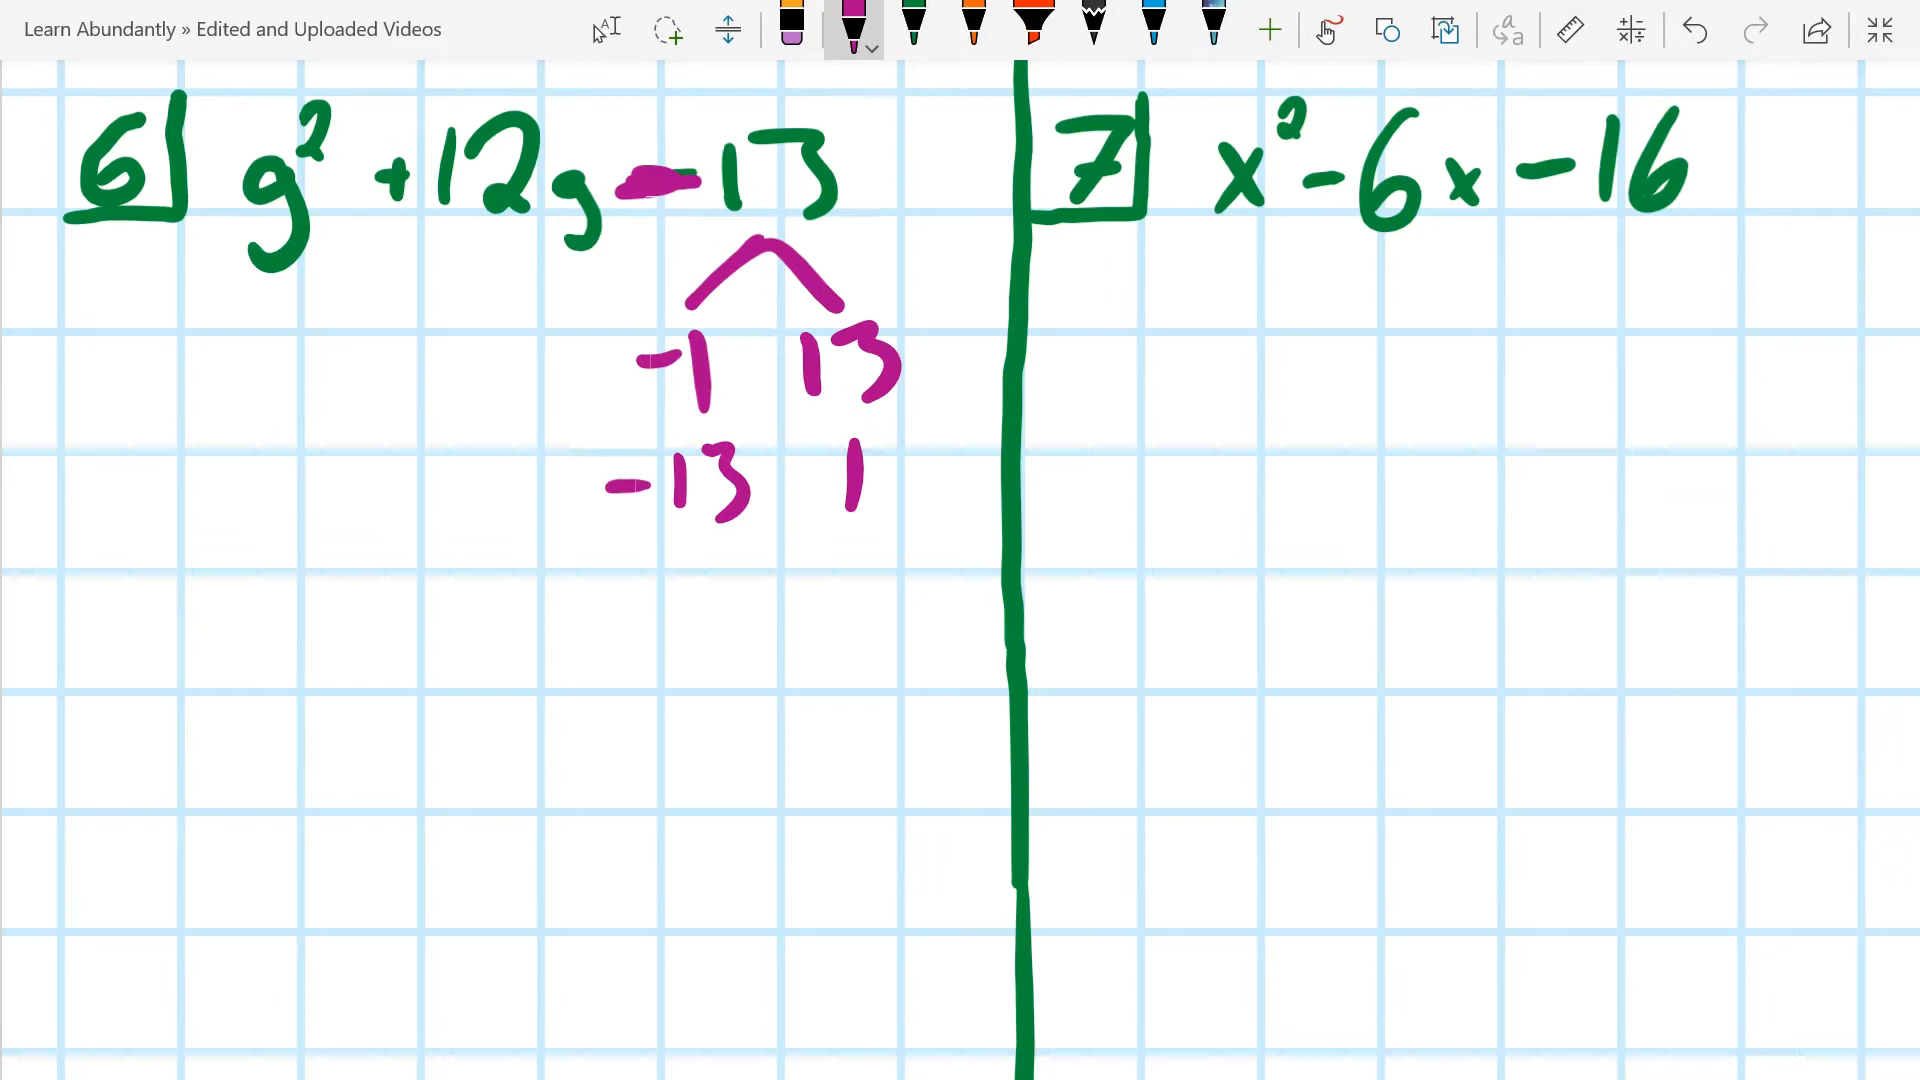 Learn Abundantly » Edited and Uploaded Videos
6 g² + 12g - 13
-1 13
-13 1
7 x² - 6x - 16